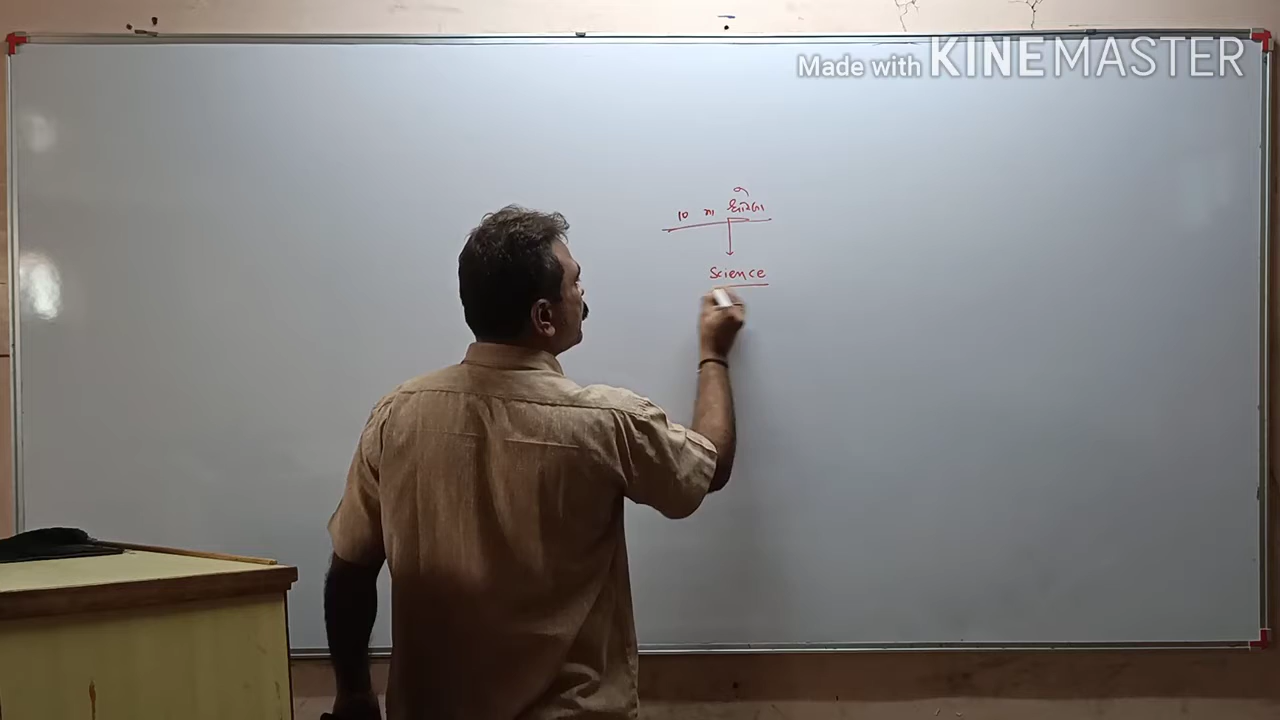 Made with KINEMASTER
10 મા ધોરણ
Science